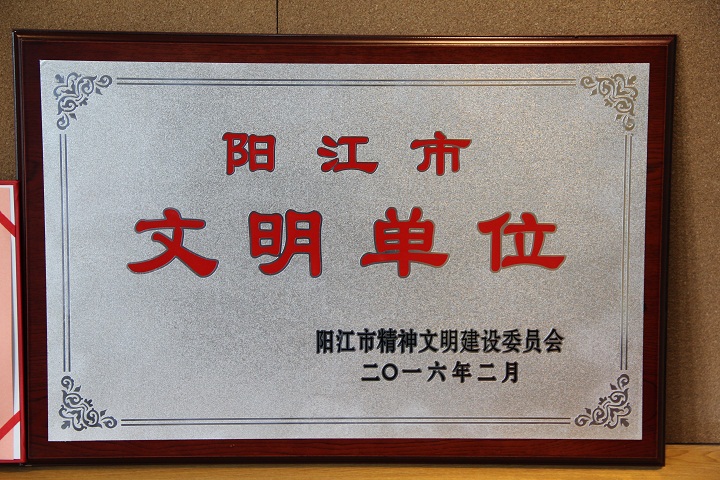 阳江市
文明单位
阳江市精神文明建设委员会
二〇一六年二月